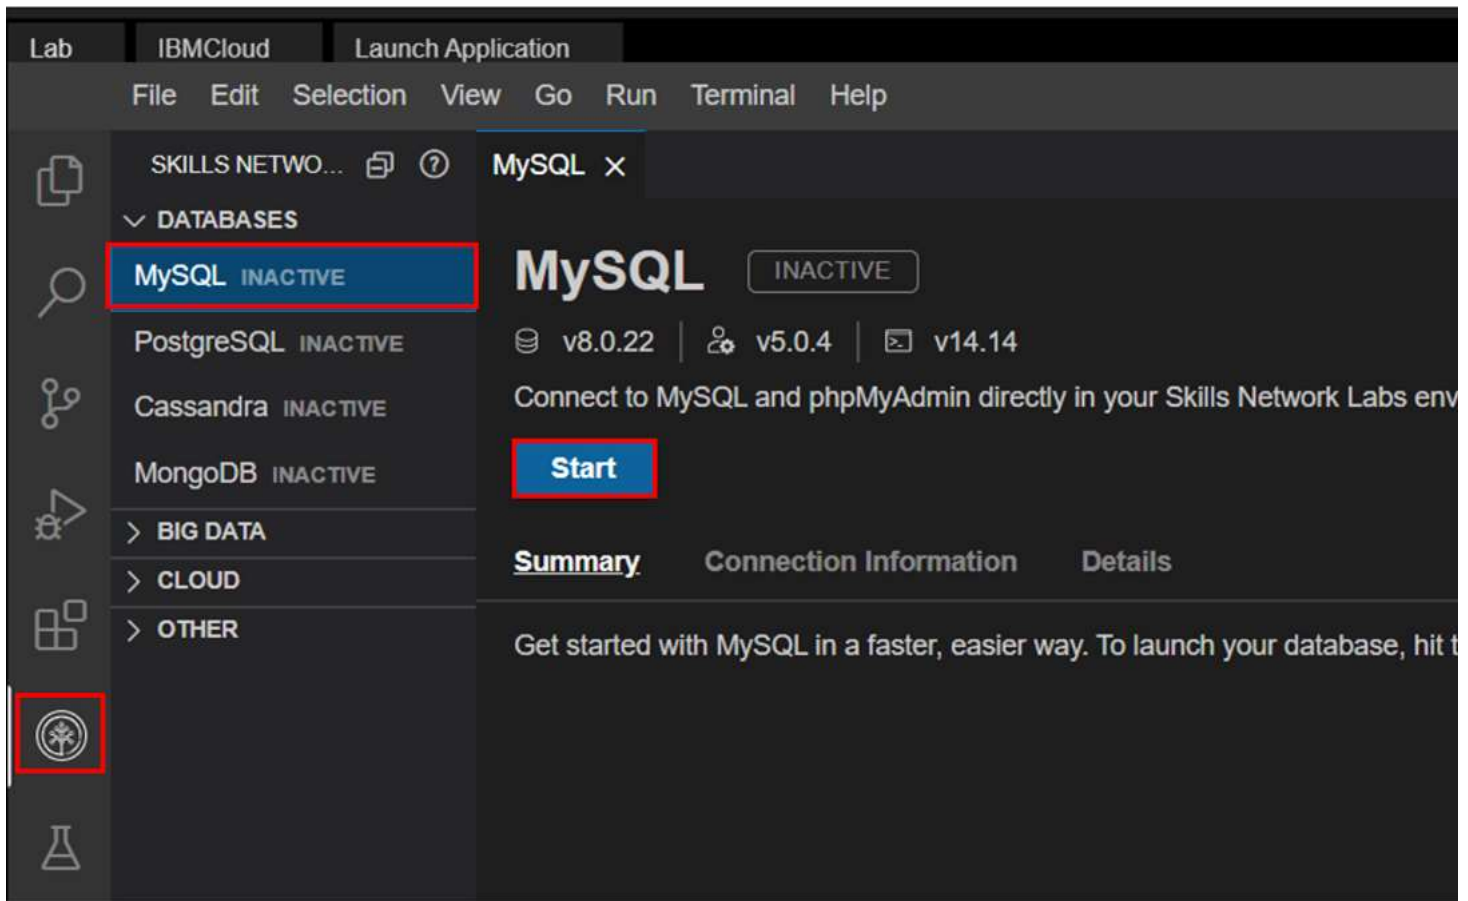 Lab IBMCloud Launch Application
File Edit Selection View Go Run Terminal Help
SKILLS NETWO...
MySQL
DATABASES
MySQL INACTIVE
PostgreSQL INACTIVE
Cassandra INACTIVE
MongoDB INACTIVE
BIG DATA
CLOUD
OTHER
MySQL INACTIVE
v8.0.22 v5.0.4 v14.14
Connect to MySQL and phpMyAdmin directly in your Skills Network Labs env
Start
Summary Connection Information Details
Get started with MySQL in a faster, easier way. To launch your database, hit t